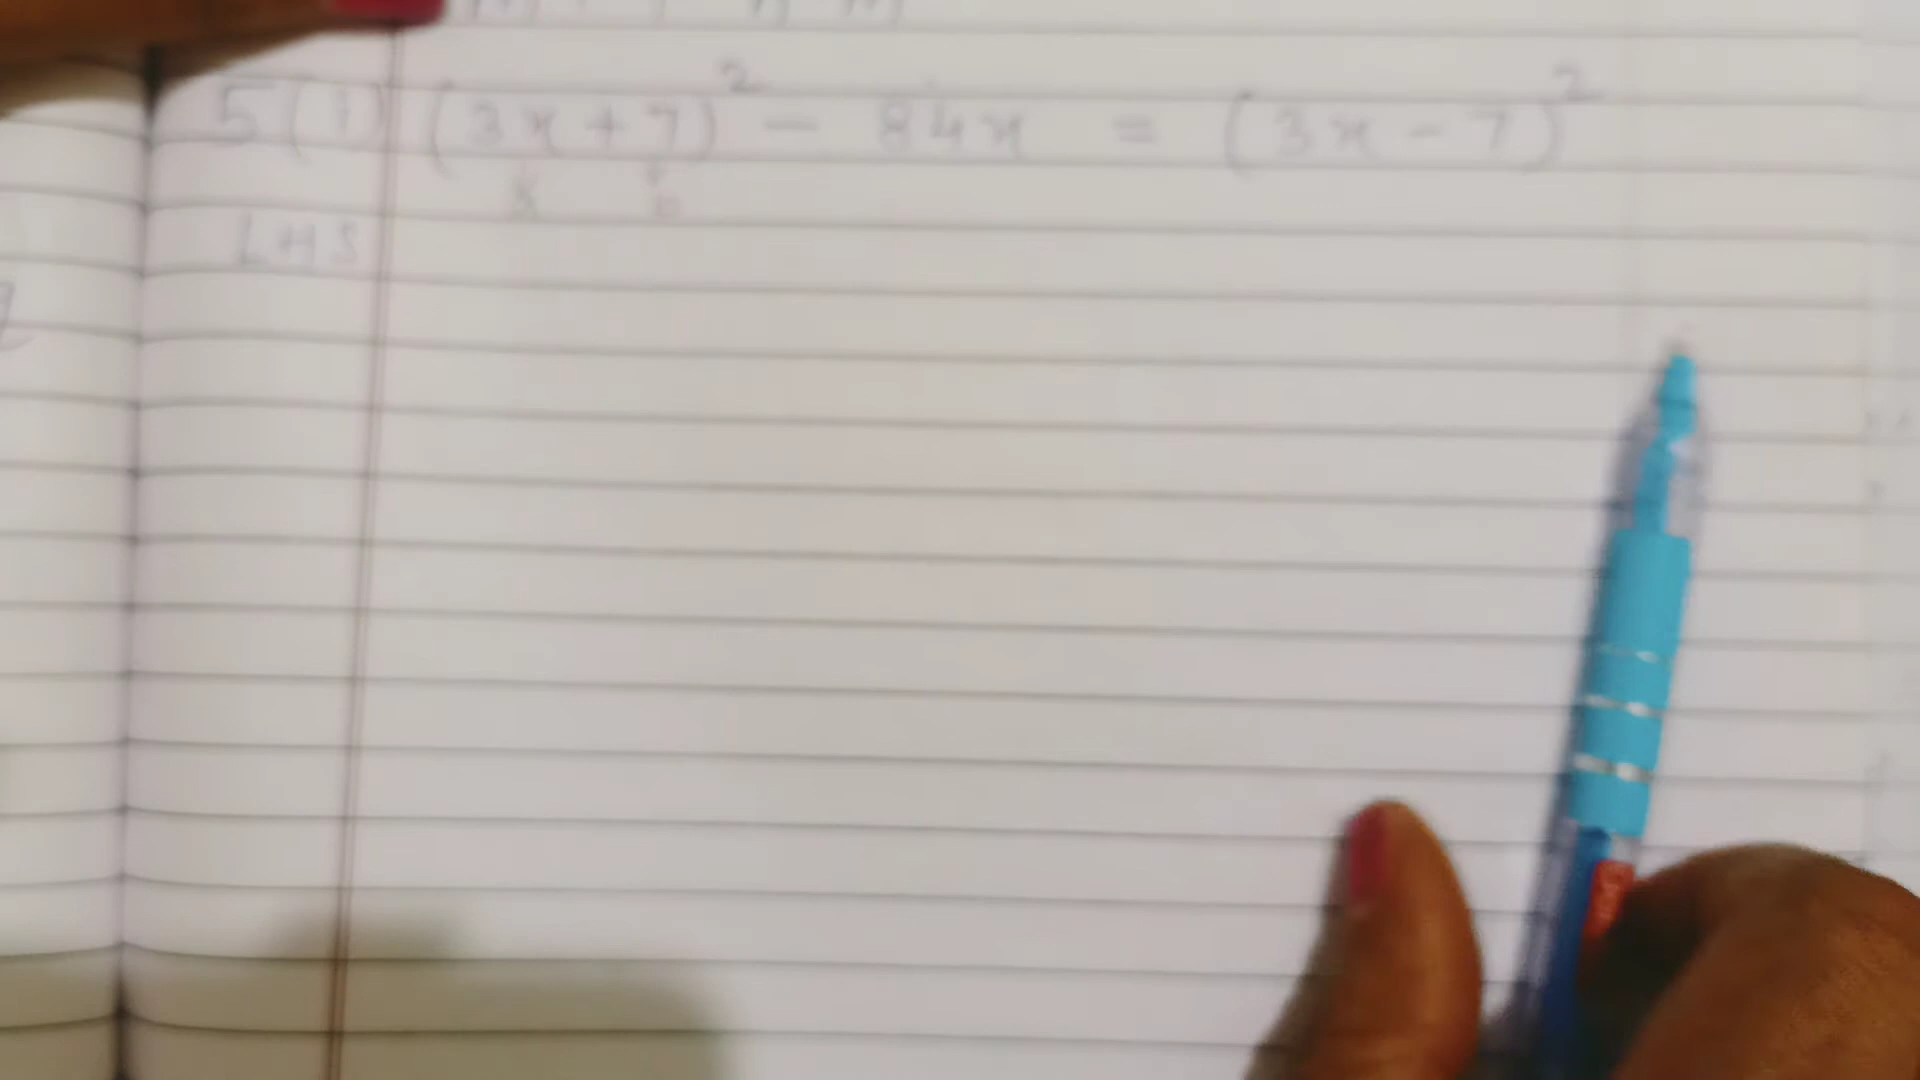 5(i) (3x+7)² - 84x = (3x-7)²
LHS